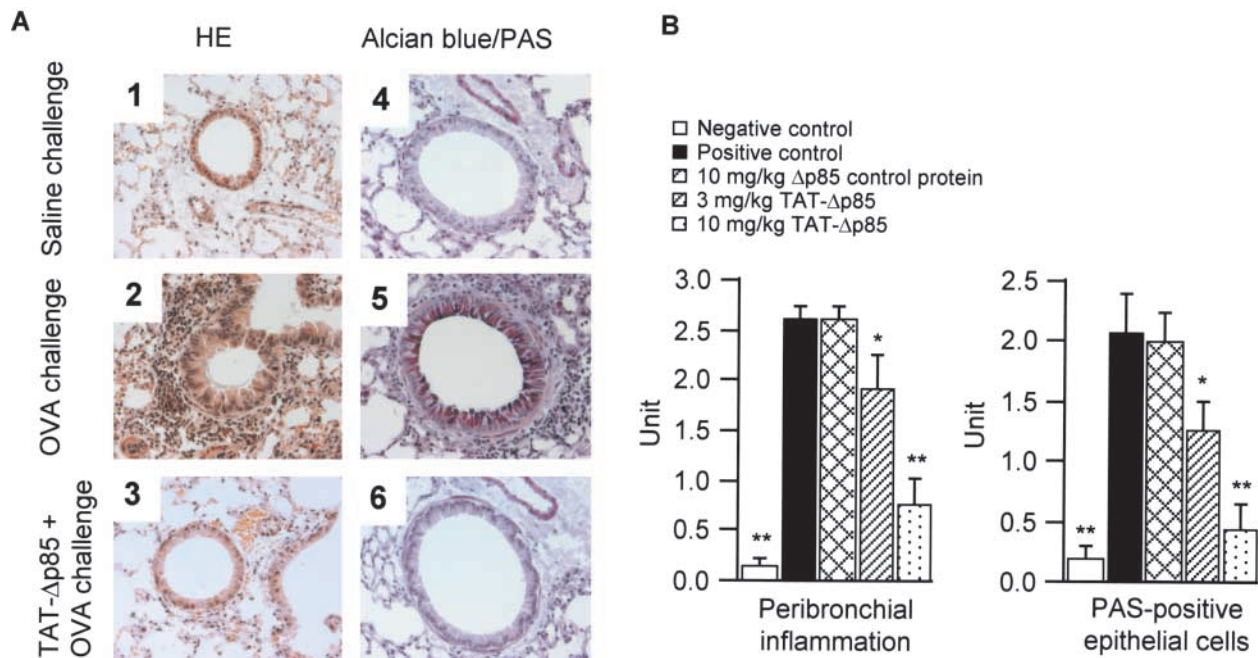 A
HE
Alcian blue/PAS
Saline challenge
1
4
OVA challenge
2
5
TAT-Δp85 +
OVA challenge
3
6
B
Negative control
Positive control
10 mg/kg Δp85 control protein
3 mg/kg TAT-Δp85
10 mg/kg TAT-Δp85
Unit
3.0
2.5
2.0
1.5
1.0
0.5
0.0
**
*
**
Peribronchial
inflammation
Unit
2.5
2.0
1.5
1.0
0.5
0.0
**
*
**
PAS-positive
epithelial cells